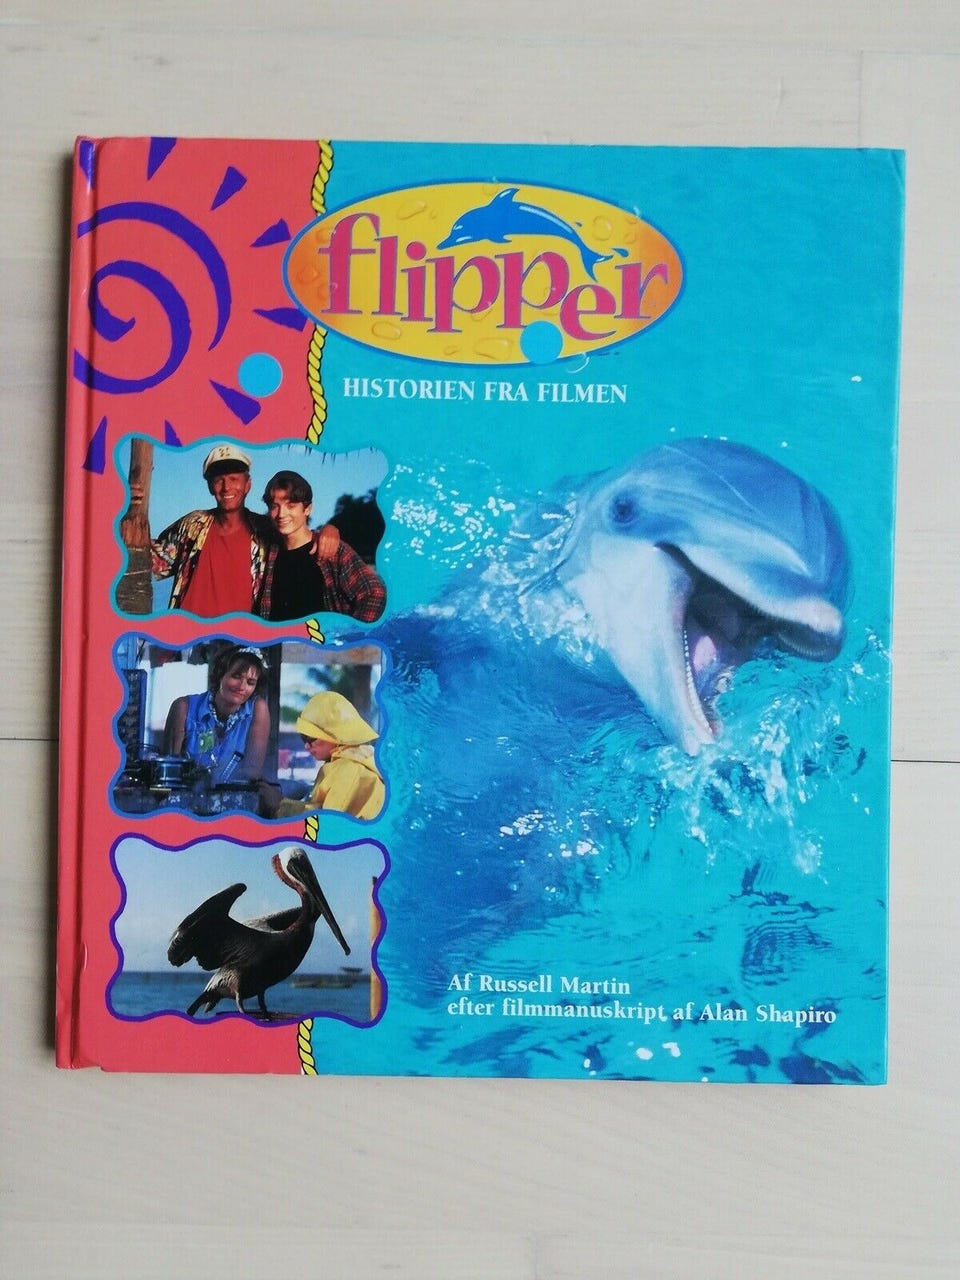 flipper
HISTORIEN FRA FILMEN
Af Russell Martin
efter filmmanuskript af Alan Shapiro